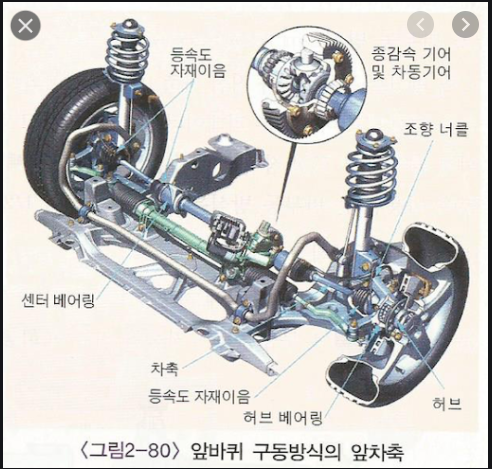 등속도
자재이음
종감속 기어
및 차동기어
조향 너클
센터 베어링
차축
등속도 자재이음
허브 베어링
허브
〈그림2-80〉 앞바퀴 구동방식의 앞차축